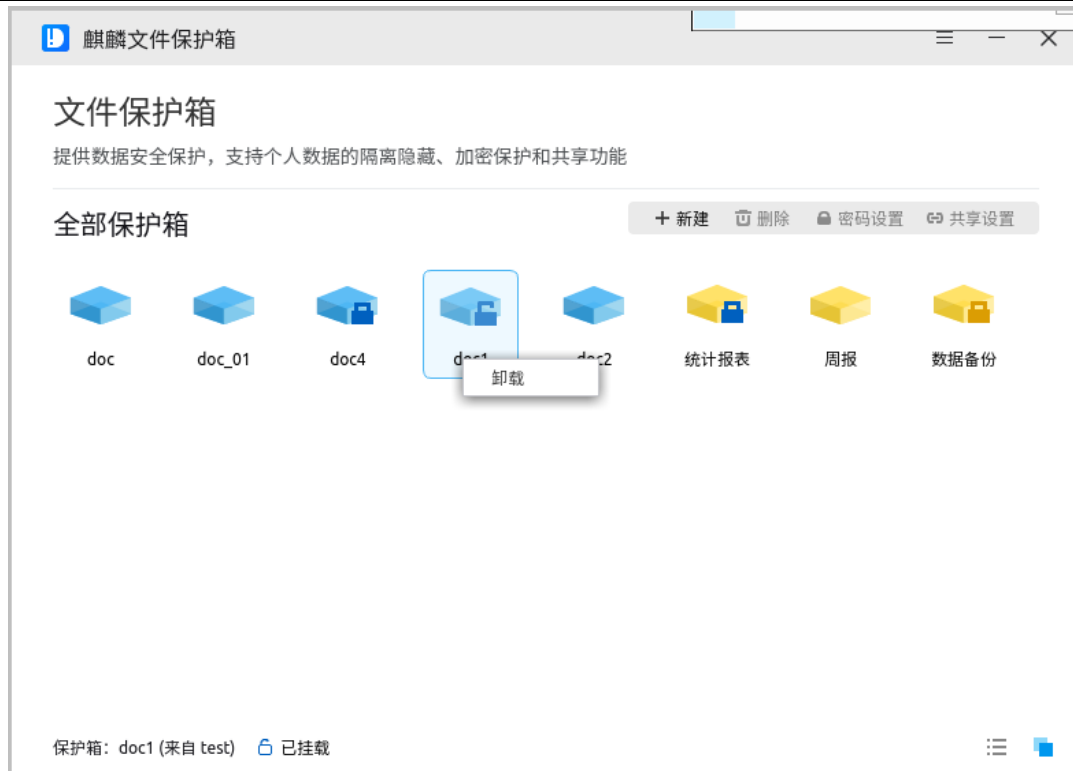 麒麟文件保护箱
文件保护箱
提供数据安全保护，支持个人数据的隔离隐藏、加密保护和共享功能
全部保护箱
新建 删除 密码设置 共享设置
doc doc_01 doc4 doc1 doc2 统计报表 周报 数据备份
卸载
保护箱：doc1 (来自 test) 已挂载